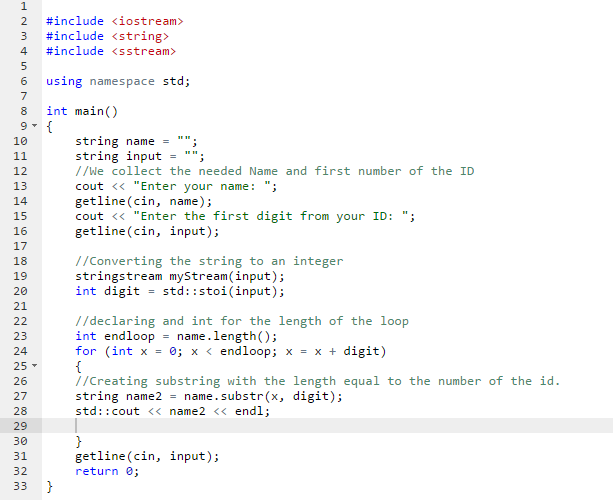 1
2 #include <iostream>
3 #include <string>
4 #include <sstream>
5
6 using namespace std;
7
8 int main()
9 {
10 string name = "";
11 string input = "";
12 //We collect the needed Name and first number of the ID
13 cout << "Enter your name: ";
14 getline(cin, name);
15 cout << "Enter the first digit from your ID: ";
16 getline(cin, input);
17
18 //Converting the string to an integer
19 stringstream myStream(input);
20 int digit = std::stoi(input);
21
22 //declaring and int for the length of the loop
23 int endloop = name.length();
24 for (int x = 0; x < endloop; x = x + digit)
25 {
26 //Creating substring with the length equal to the number of the id.
27 string name2 = name.substr(x, digit);
28 std::cout << name2 << endl;
29
30 }
31 getline(cin, input);
32 return 0;
33 }